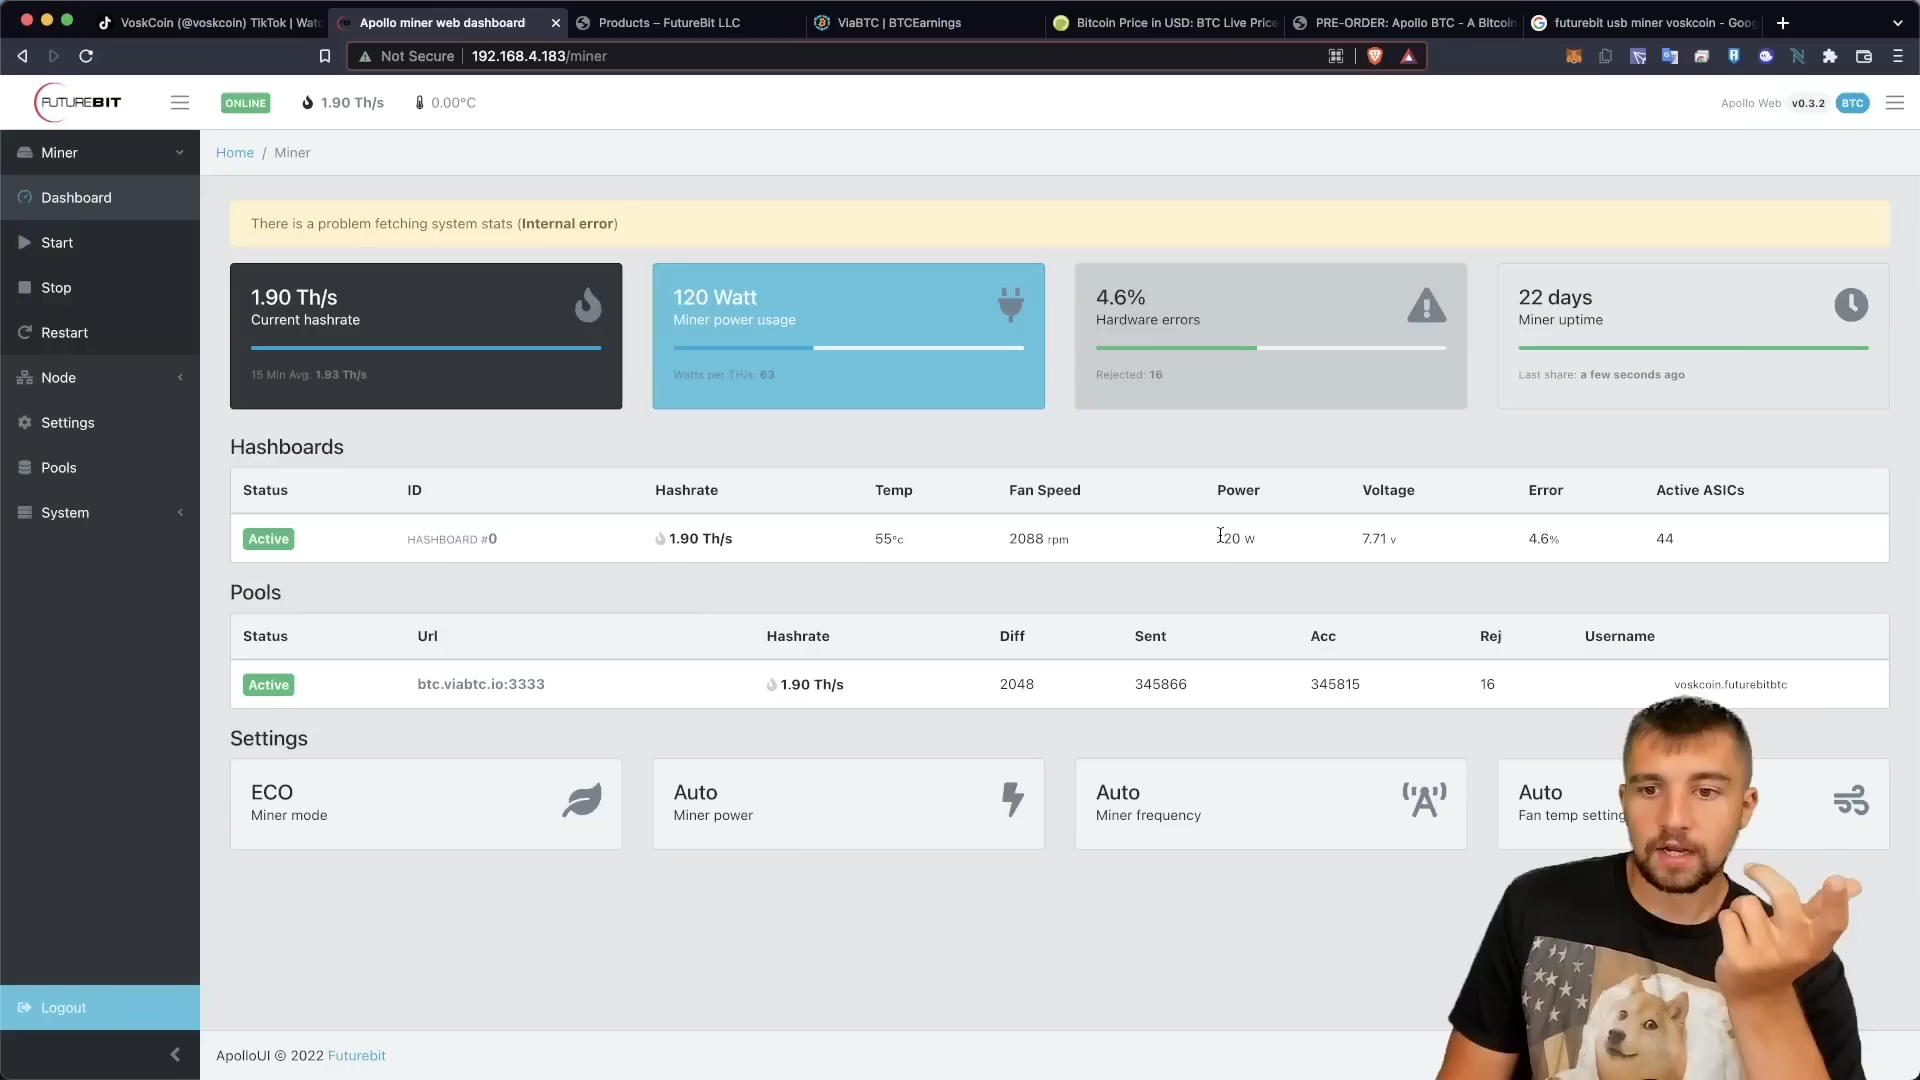 VoskCoin (@voskcoin) TikTok | Watc
Apollo miner web dashboard
Products – FutureBit LLC
ViaBTC | BTCEarnings
Bitcoin Price in USD: BTC Live Price
PRE-ORDER: Apollo BTC - A Bitcoin
futurebit usb miner voskcoin - Goog
Not Secure
192.168.4.183/miner
FUTUREBIT
ONLINE
1.90 Th/s
0.00°C
Apollo Web v0.3.2 BTC
Miner
Dashboard
Start
Stop
Restart
Node
Settings
Pools
System
Logout
Home / Miner
There is a problem fetching system stats (Internal error)
1.90 Th/s
Current hashrate
15 Min Avg: 1.93 Th/s
120 Watt
Miner power usage
Watts per TH/s: 63
4.6%
Hardware errors
Rejected: 16
22 days
Miner uptime
Last share: a few seconds ago
Hashboards
Status ID Hashrate Temp Fan Speed Power Voltage Error Active ASICs
Active HASHBOARD #0 1.90 Th/s 55°c 2088 rpm 120 W 7.71 v 4.6% 44
Pools
Status Url Hashrate Diff Sent Acc Rej Username
Active btc.viabtc.io:3333 1.90 Th/s 2048 345866 345815 16 voskcoin.futurebitbtc
Settings
ECO
Miner mode
Auto
Miner power
Auto
Miner frequency
Auto
Fan temp setting
ApolloUI © 2022 Futurebit